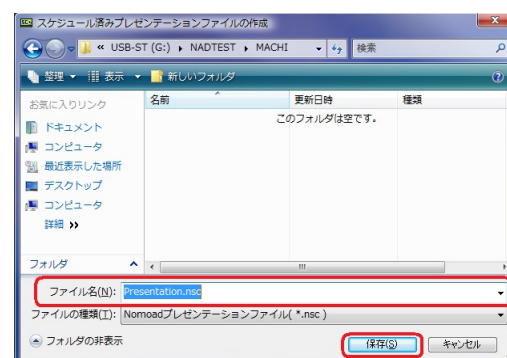 スケジュール済みプレゼンテーションファイルの作成
« USB-ST (G:) ▸ NADTEST ▸ MACHI
検索
整理 表示 新しいフォルダ
お気に入りリンク
ドキュメント
コンピュータ
最近表示した場所
デスクトップ
コンピュータ
詳細 »
フォルダ
名前 更新日時 種類
このフォルダは空です。
ファイル名(N): Presentation.nsc
ファイルの種類(T): Nomoadプレゼンテーションファイル( *.nsc )
フォルダの非表示 保存(S) キャンセル